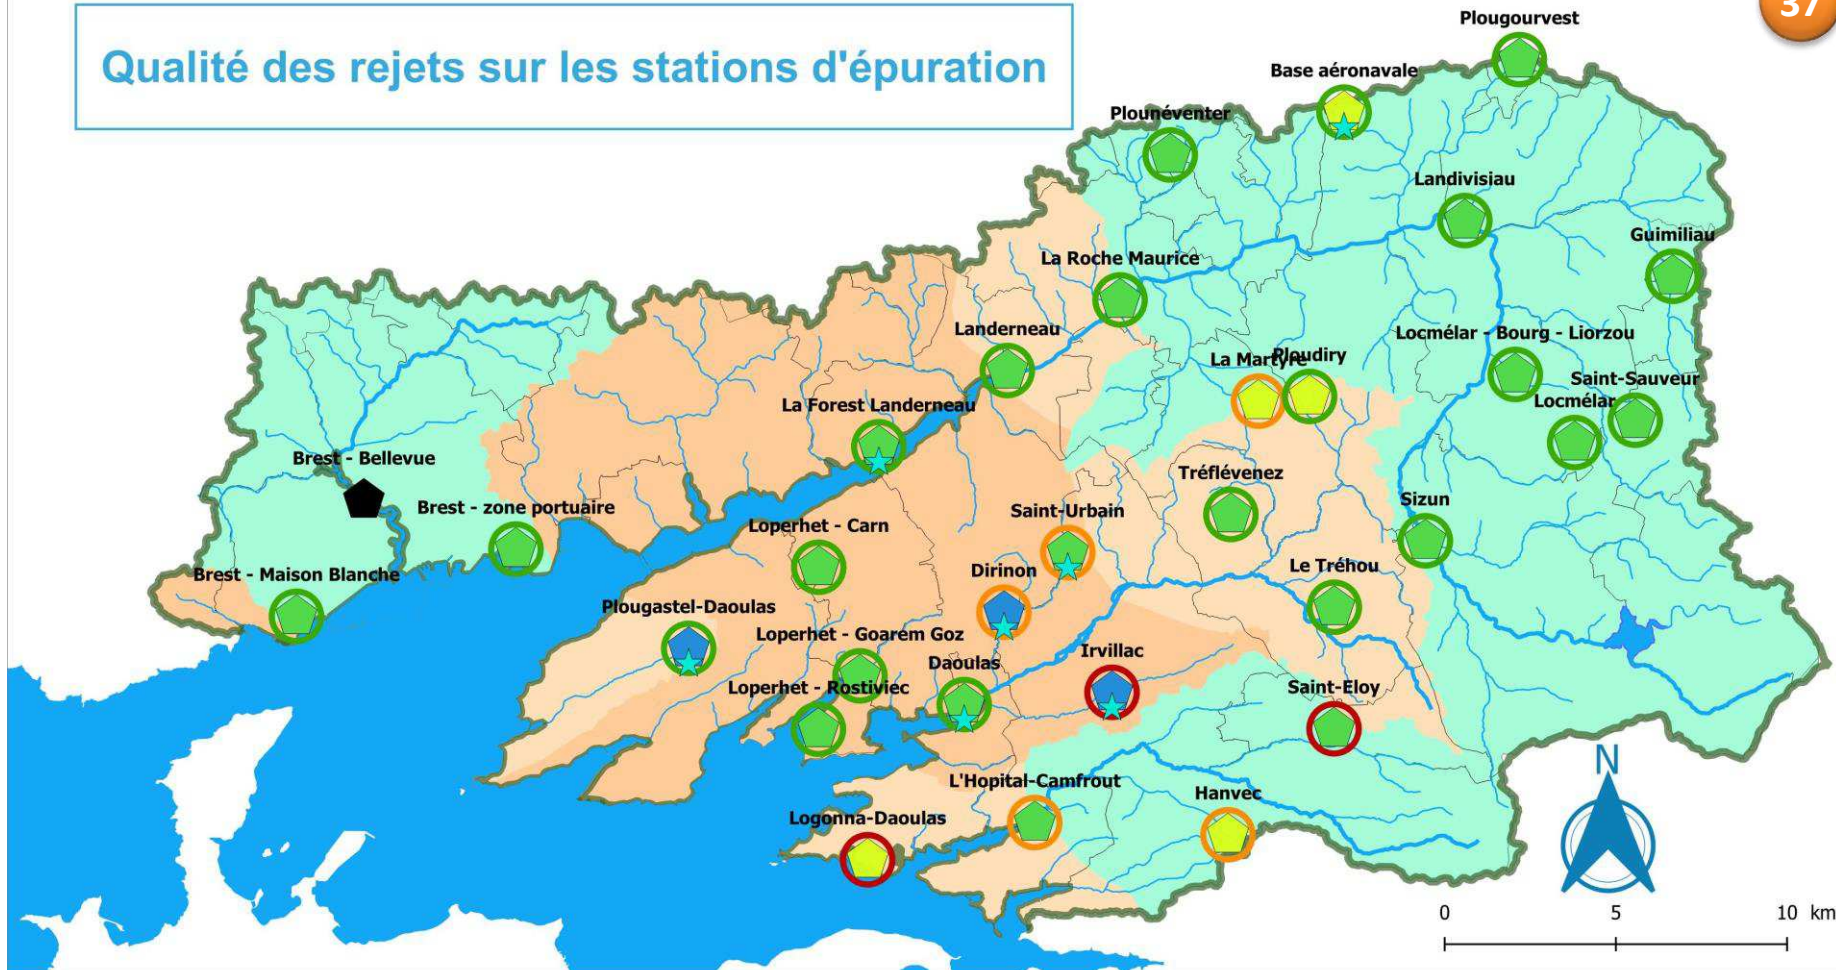 37
Qualité des rejets sur les stations d'épuration
Plougourvest
Base aéronavale
Plounéventer
Landivisiau
Guimiliau
La Roche Maurice
Landerneau
Locmélar - Bourg - Liorzou
La Martyre
Ploudiry
Saint-Sauveur
Locmélar
La Forest Landerneau
Brest - Bellevue
Tréflévenez
Sizun
Brest - zone portuaire
Saint-Urbain
Loperhet - Carn
Le Tréhou
Dirinon
Brest - Maison Blanche
Plougastel-Daoulas
Loperhet - Goarem Goz
Irvillac
Daoulas
Loperhet - Rostiviec
Saint-Eloy
N
L'Hopital-Camfrout
Hanvec
Logonna-Daoulas
0 5 10 km